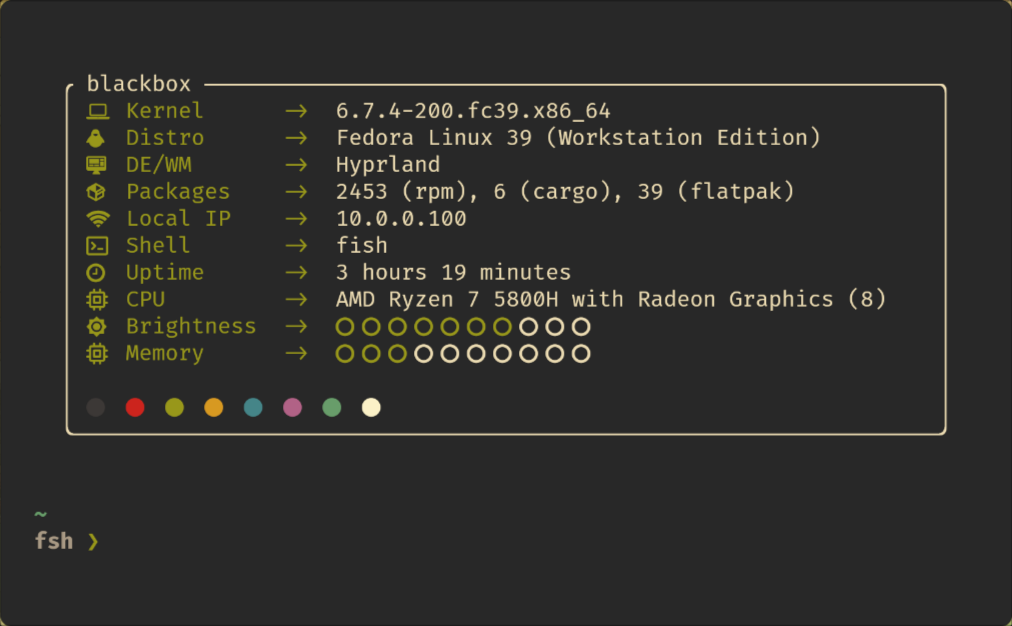 blackbox
Kernel → 6.7.4-200.fc39.x86_64
Distro → Fedora Linux 39 (Workstation Edition)
DE/WM → Hyprland
Packages → 2453 (rpm), 6 (cargo), 39 (flatpak)
Local IP → 10.0.0.100
Shell → fish
Uptime → 3 hours 19 minutes
CPU → AMD Ryzen 7 5800H with Radeon Graphics (8)
Brightness →
Memory →
~
fsh ❯